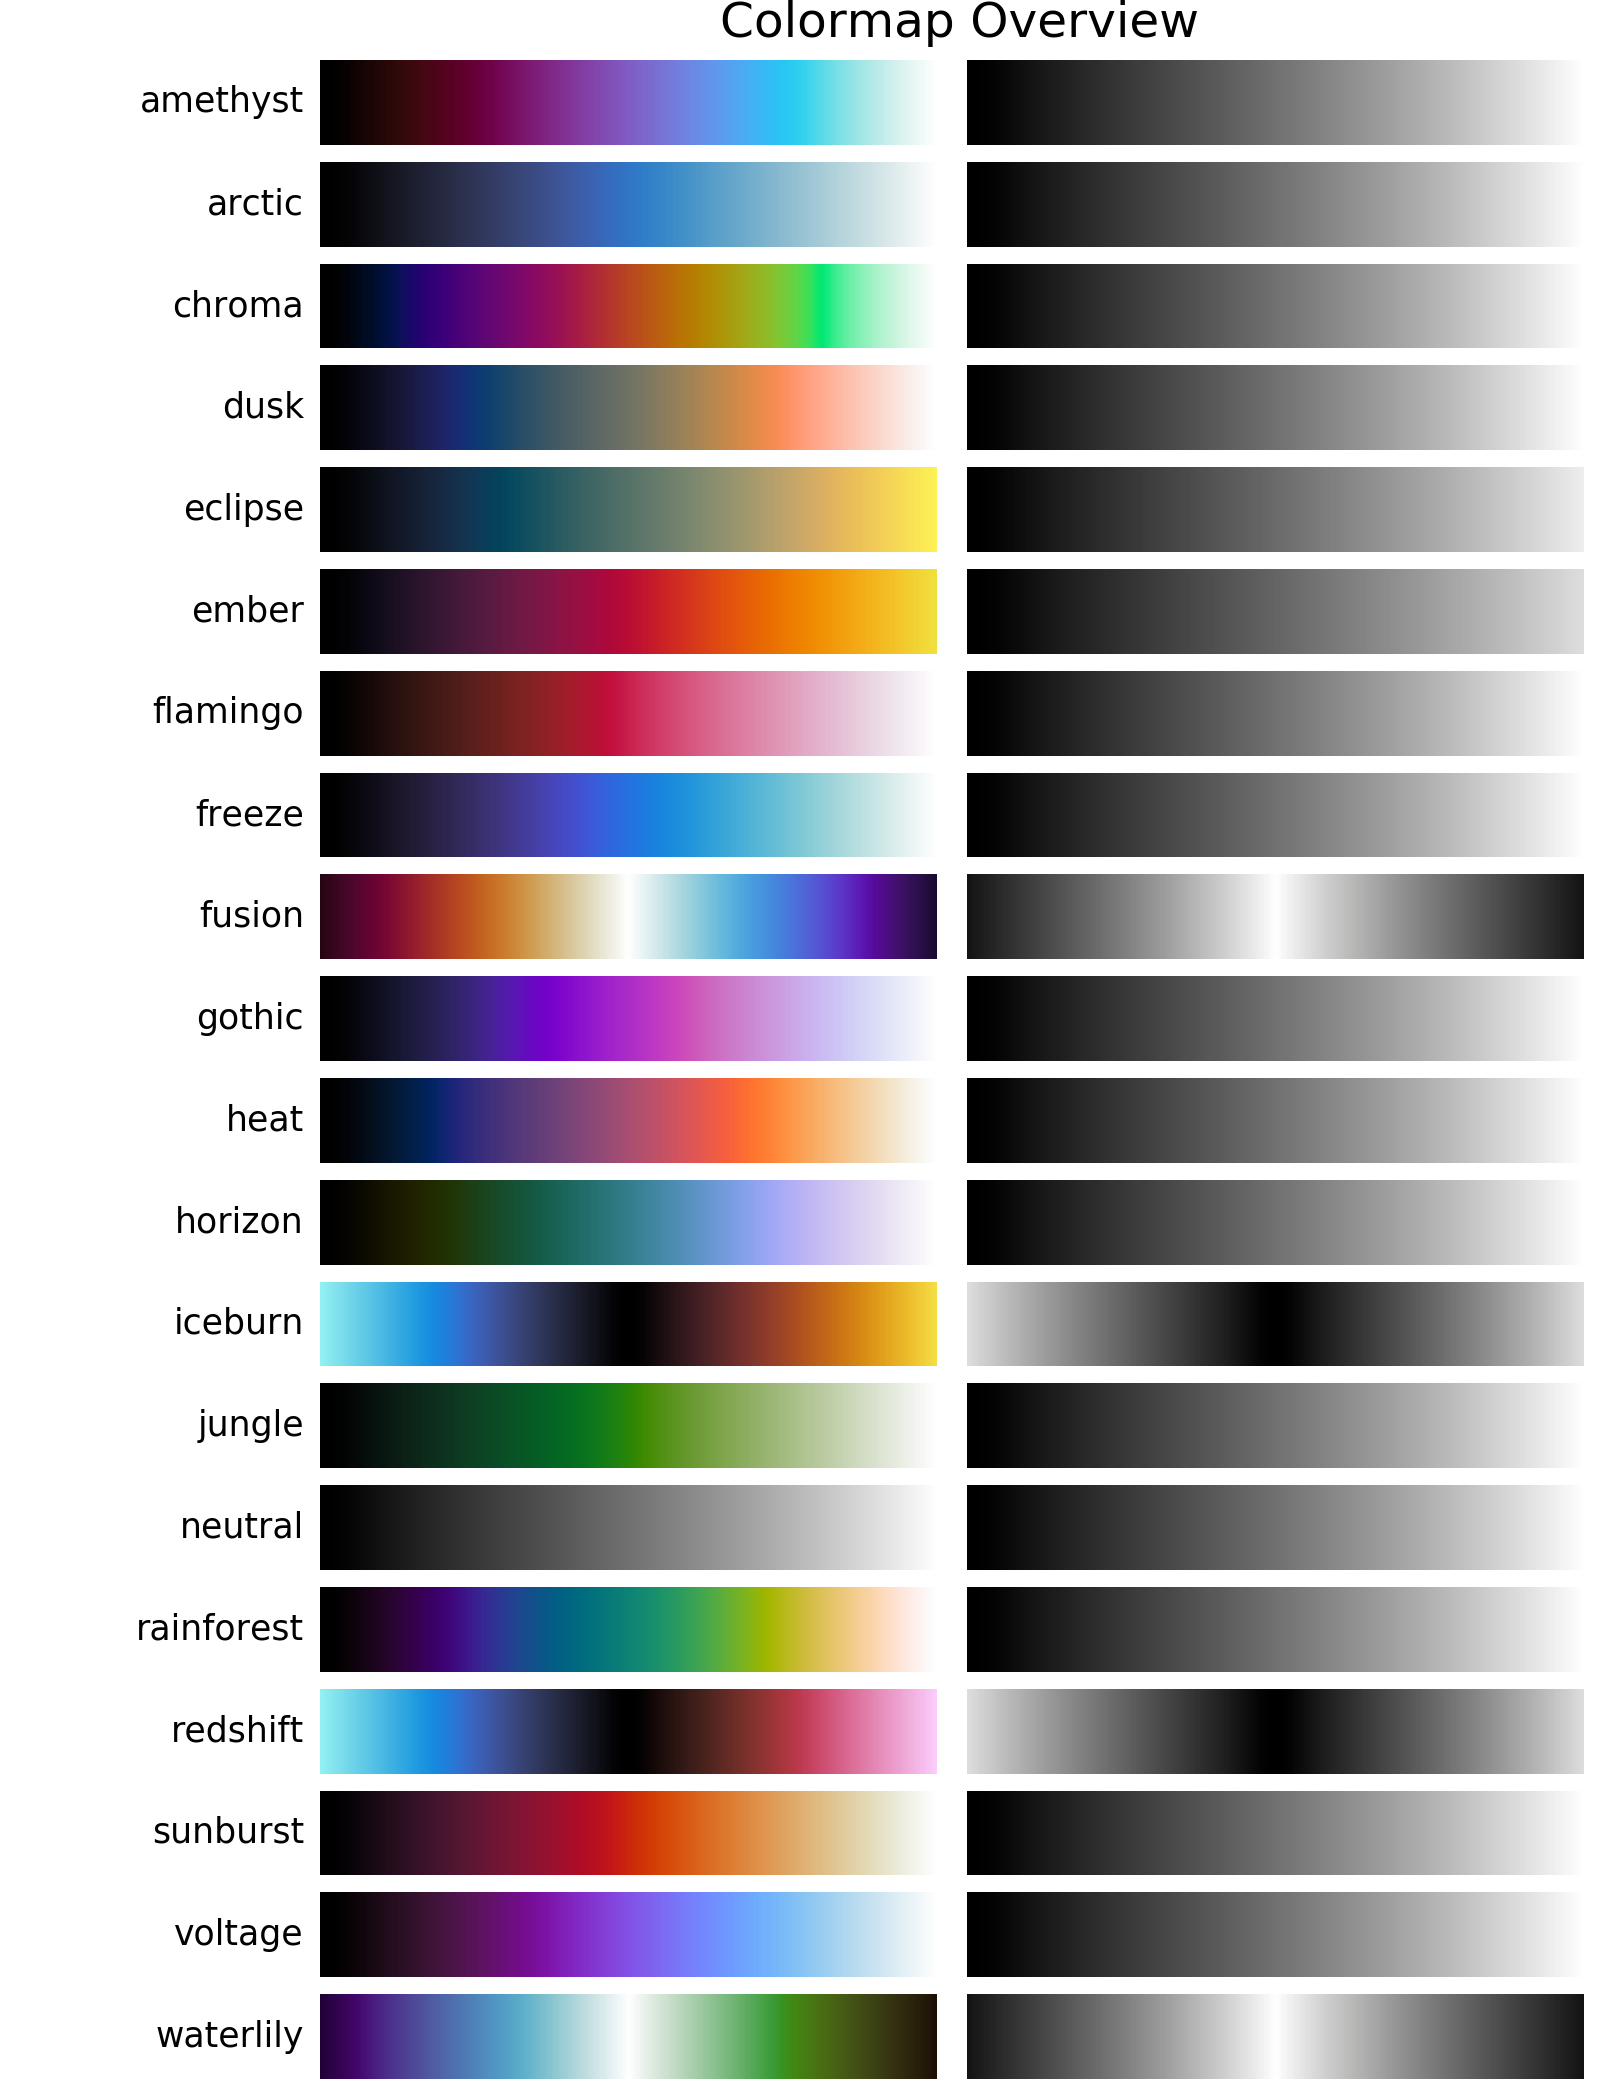 Colormap Overview
amethyst
arctic
chroma
dusk
eclipse
ember
flamingo
freeze
fusion
gothic
heat
horizon
iceburn
jungle
neutral
rainforest
redshift
sunburst
voltage
waterlily